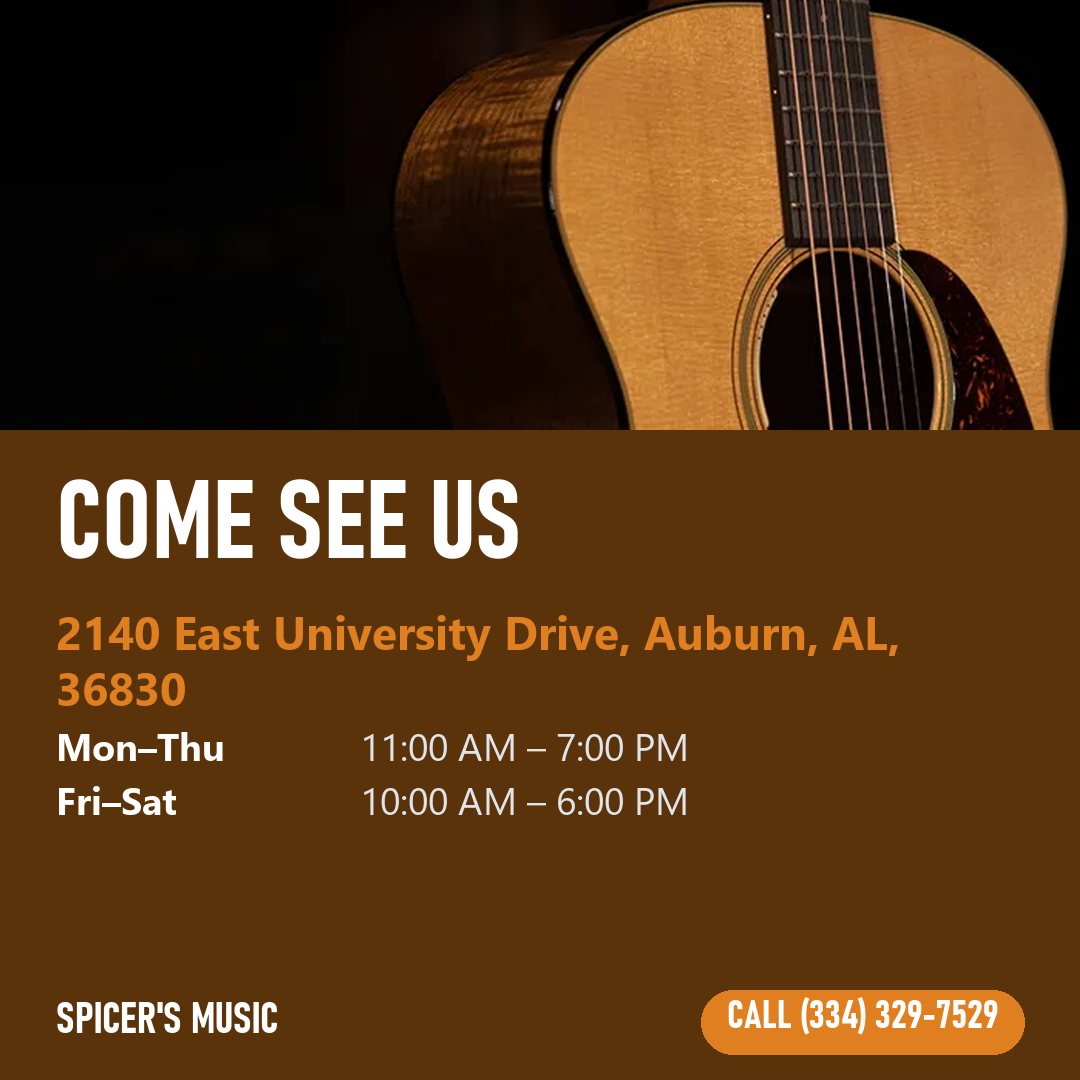 COME SEE US
2140 East University Drive, Auburn, AL,
36830
Mon–Thu 11:00 AM – 7:00 PM
Fri–Sat 10:00 AM – 6:00 PM
SPICER'S MUSIC
CALL (334) 329-7529